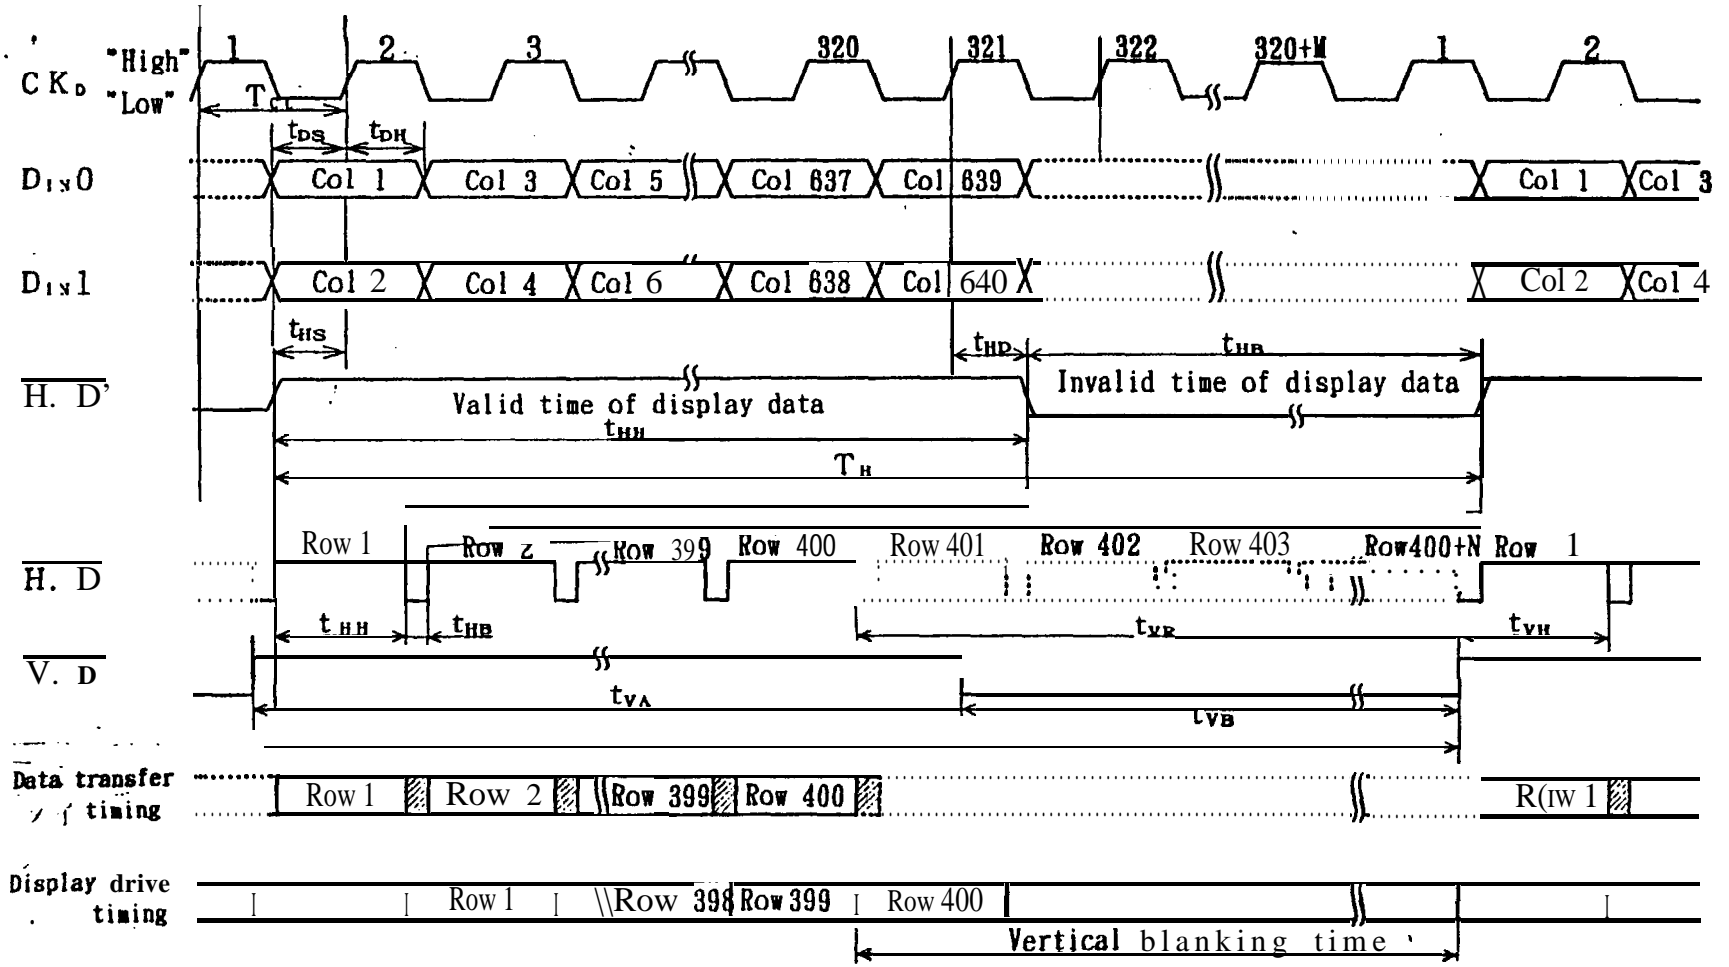 1 2 3 320 321 322 320+M 1 2
"High"
CKD
"Low"
T
tDS tDH
DIN0 Col 1 Col 3 Col 5 Col 637 Col 639 Col 1 Col 3
DIN1 Col 2 Col 4 Col 6 Col 638 Col 640 Col 2 Col 4
tHS tHD tHB
H. D' Invalid time of display data
Valid time of display data
tHH
TH
Row 1 Row 2 Row 399 Row 400 Row 401 Row 402 Row 403 Row400+N Row 1
H. D
tHH tHB tVR tVH
V. D
tVA tVB
Data transfer
timing
Row 1 Row 2 Row 399 Row 400 R(IW 1
Display drive
timing
Row 1 \\Row 398 Row 399 Row 400
Vertical blanking time